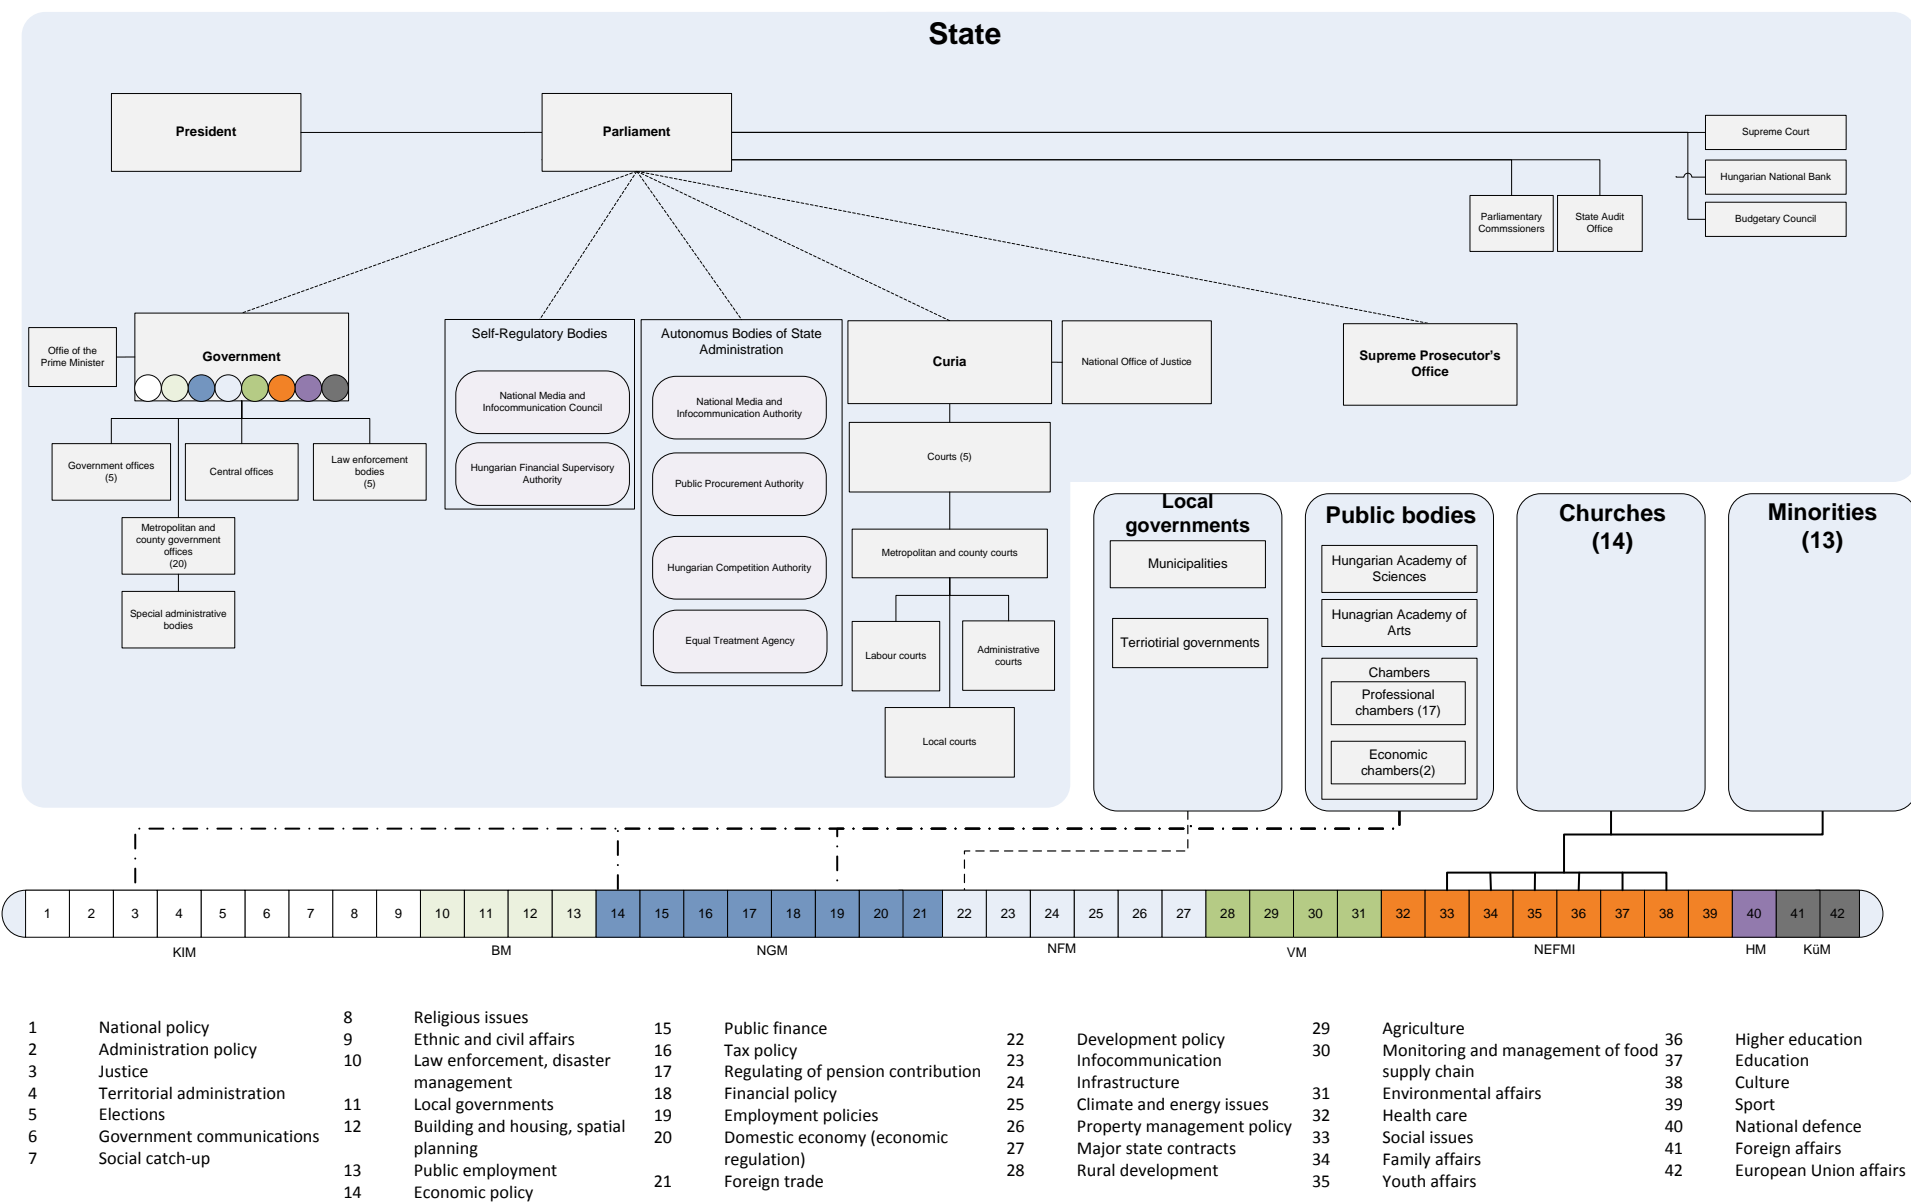 State
President
Parliament
Supreme Court
Hungarian National Bank
Budgetary Council
Parliamentary
Commssioners
State Audit
Office
Offie of the
Prime Minister
Government
Self-Regulatory Bodies
National Media and
Infocommunication Council
Hungarian Financial Supervisory
Authority
Autonomus Bodies of State
Administration
National Media and
Infocommunication Authority
Public Procurement Authority
Hungarian Competition Authority
Equal Treatment Agency
Curia
National Office of Justice
Supreme Prosecutor's
Office
Government offices
(5)
Central offices
Law enforcement
bodies
(5)
Metropolitan and
county government
offices
(20)
Special administrative
bodies
Courts (5)
Metropolitan and county courts
Labour courts
Administrative
courts
Local courts
Local
governments
Municipalities
Terriotirial governments
Public bodies
Hungarian Academy of
Sciences
Hunagrian Academy of
Arts
Chambers
Professional
chambers (17)
Economic
chambers(2)
Churches
(14)
Minorities
(13)
1 2 3 4 5 6 7 8 9 10 11 12 13 14 15 16 17 18 19 20 21 22 23 24 25 26 27 28 29 30 31 32 33 34 35 36 37 38 39 40 41 42
KIM BM NGM NFM VM NEFMI HM KüM
1 National policy
2 Administration policy
3 Justice
4 Territorial administration
5 Elections
6 Government communications
7 Social catch-up
8 Religious issues
9 Ethnic and civil affairs
10 Law enforcement, disaster
management
11 Local governments
12 Building and housing, spatial
planning
13 Public employment
14 Economic policy
15 Public finance
16 Tax policy
17 Regulating of pension contribution
18 Financial policy
19 Employment policies
20 Domestic economy (economic
regulation)
21 Foreign trade
22 Development policy
23 Infocommunication
24 Infrastructure
25 Climate and energy issues
26 Property management policy
27 Major state contracts
28 Rural development
29 Agriculture
30 Monitoring and management of food
supply chain
31 Environmental affairs
32 Health care
33 Social issues
34 Family affairs
35 Youth affairs
36 Higher education
37 Education
38 Culture
39 Sport
40 National defence
41 Foreign affairs
42 European Union affairs